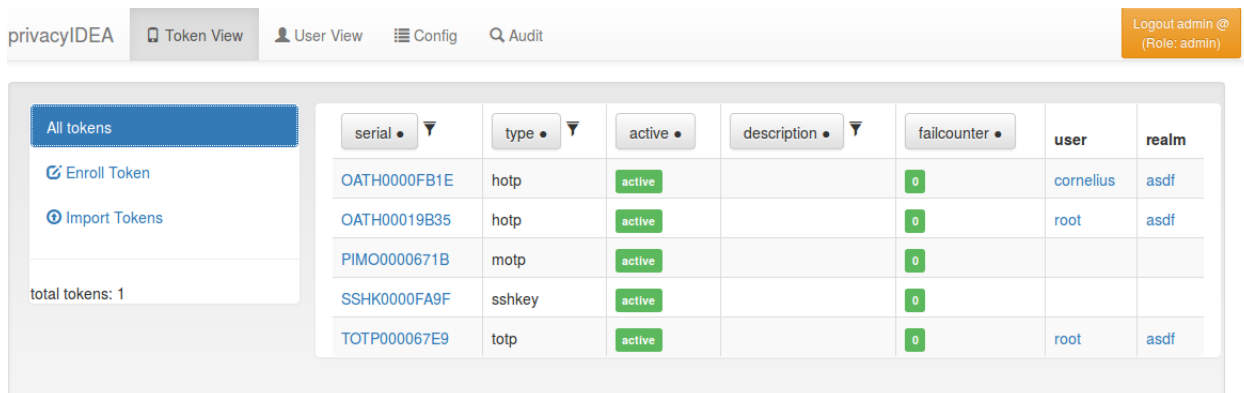 privacyIDEA Token View User View Config Audit Logout admin @
(Role: admin)
All tokens
Enroll Token
Import Tokens
total tokens: 1
serial ● type ● active ● description ● failcounter ● user realm
OATH0000FB1E hotp active 0 cornelius asdf
OATH00019B35 hotp active 0 root asdf
PIMO0000671B motp active 0
SSHK0000FA9F sshkey active 0
TOTP000067E9 totp active 0 root asdf